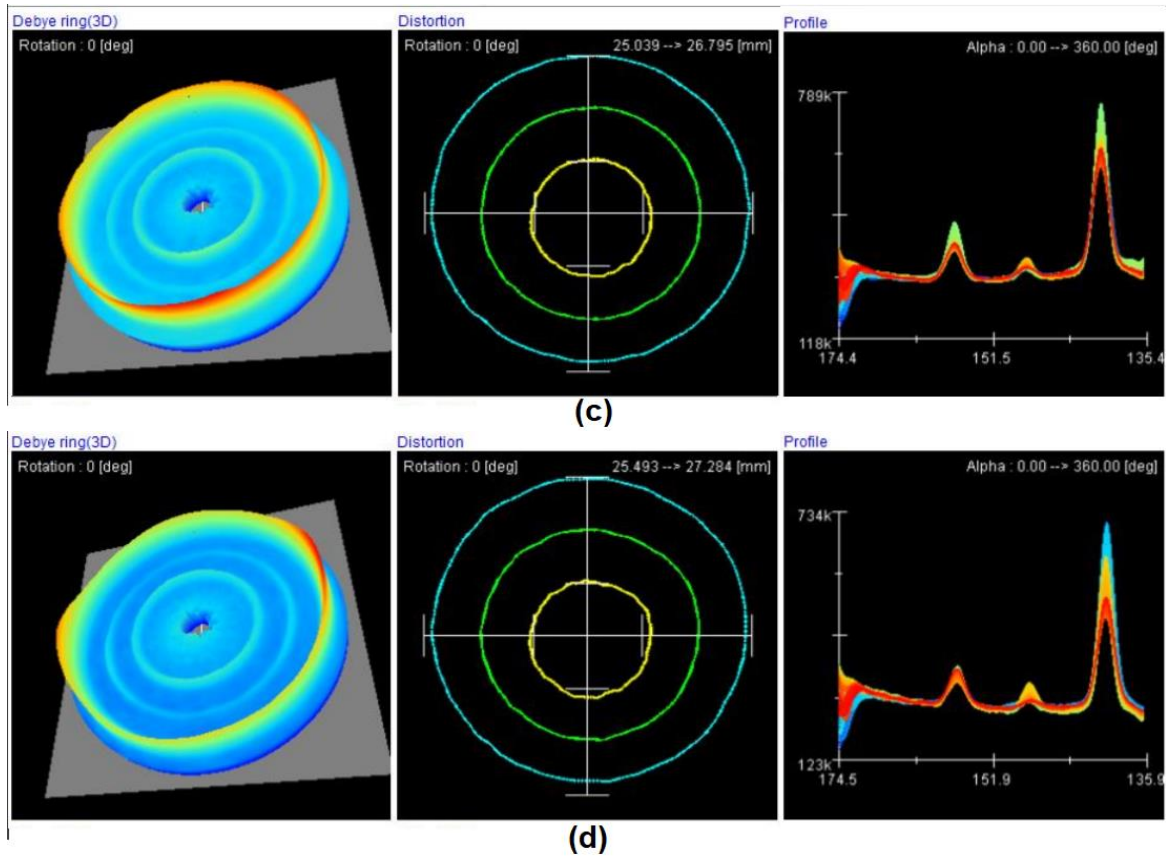 Debye ring(3D) Distortion Profile
Rotation : 0 [deg] Rotation : 0 [deg] 25.039 --> 26.795 [mm] Alpha : 0.00 --> 360.00 [deg]
789k
118k
174.4 151.5 135.4
(c)
Debye ring(3D) Distortion Profile
Rotation : 0 [deg] Rotation : 0 [deg] 25.493 --> 27.284 [mm] Alpha : 0.00 --> 360.00 [deg]
734k
123k
174.5 151.9 135.9
(d)